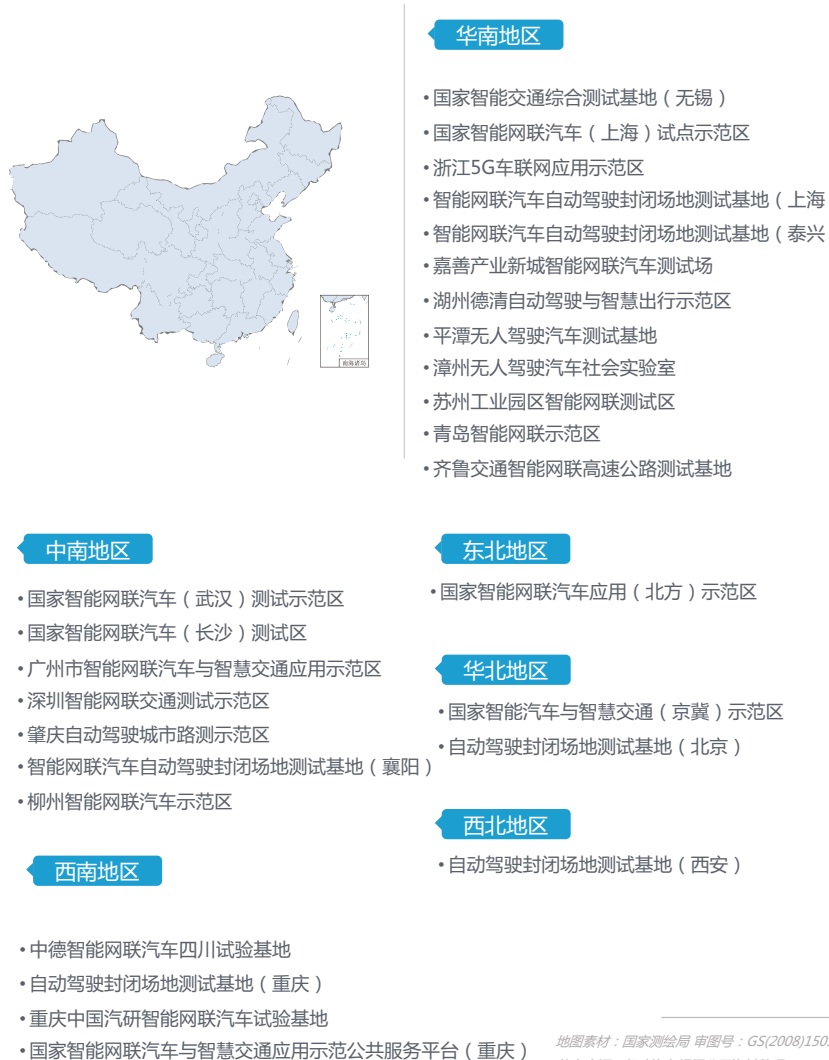 华南地区
•国家智能交通综合测试基地（无锡）
•国家智能网联汽车（上海）试点示范区
•浙江5G车联网应用示范区
•智能网联汽车自动驾驶封闭场地测试基地（上海
•智能网联汽车自动驾驶封闭场地测试基地（泰兴
•嘉善产业新城智能网联汽车测试场
•湖州德清自动驾驶与智慧出行示范区
•平潭无人驾驶汽车测试基地
•漳州无人驾驶汽车社会实验室
•苏州工业园区智能网联测试区
•青岛智能网联示范区
•齐鲁交通智能网联高速公路测试基地
南海诸岛
中南地区
•国家智能网联汽车（武汉）测试示范区
•国家智能网联汽车（长沙）测试区
•广州市智能网联汽车与智慧交通应用示范区
•深圳智能网联交通测试示范区
•肇庆自动驾驶城市路测示范区
•智能网联汽车自动驾驶封闭场地测试基地（襄阳）
•柳州智能网联汽车示范区
东北地区
•国家智能网联汽车应用（北方）示范区
华北地区
•国家智能汽车与智慧交通（京冀）示范区
•自动驾驶封闭场地测试基地（北京）
西北地区
•自动驾驶封闭场地测试基地（西安）
西南地区
•中德智能网联汽车四川试验基地
•自动驾驶封闭场地测试基地（重庆）
•重庆中国汽研智能网联汽车试验基地
•国家智能网联汽车与智慧交通应用示范公共服务平台（重庆）
地图素材：国家测绘局 审图号：GS(2008)150